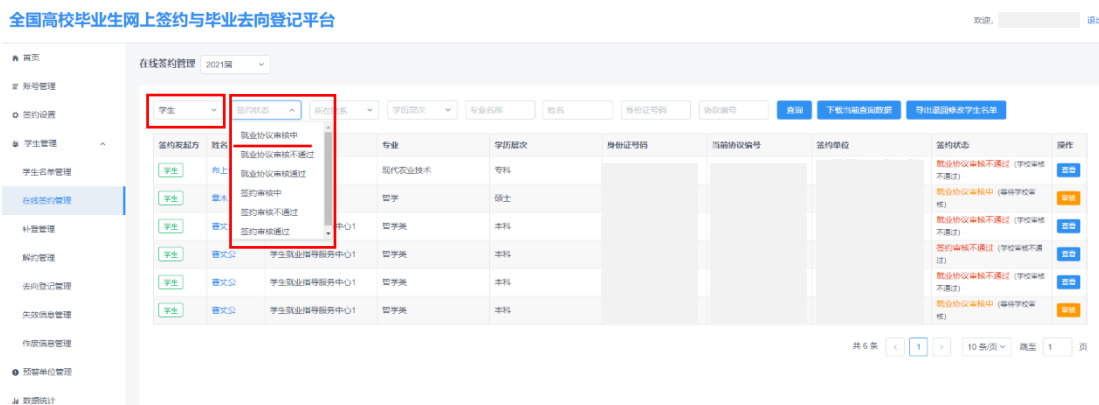 全国高校毕业生网上签约与毕业去向登记平台
欢迎,
首页
账号管理
签约设置
学生管理
学生名单管理
在线签约管理
补登管理
解约管理
去向登记管理
失效信息管理
作废信息管理
预警单位管理
数据统计
在线签约管理 2021届
学生 签约状态 学历层次 专业名称 姓名 身份证号码 协议编号 查询 下载当前查询数据 导出退回修改学生名单
就业协议审核中
就业协议审核不通过
就业协议审核通过
签约审核中
签约审核不通过
签约审核通过
签约发起方 姓名 专业 学历层次 身份证号码 当前协议编号 签约单位 签约状态 操作
学生 布上 现代农业技术 专科 就业协议审核不通过(学校审核
不通过) 查看
学生 章木 哲学 硕士 就业协议审核中(等待学校审
核) 审核
学生 曹文 中心1 哲学类 本科 就业协议审核不通过(学校审核
不通过) 查看
学生 曹文公 学生就业指导服务中心1 哲学类 本科 签约审核不通过(学校审核不通
过) 查看
学生 曹文公 学生就业指导服务中心1 哲学类 本科 就业协议审核不通过(学校审核
不通过) 查看
学生 曹文公 学生就业指导服务中心1 哲学类 本科 就业协议审核中(等待学校审
核) 审核
共 6 条 < 1 > 10 条/页 跳至 1 页